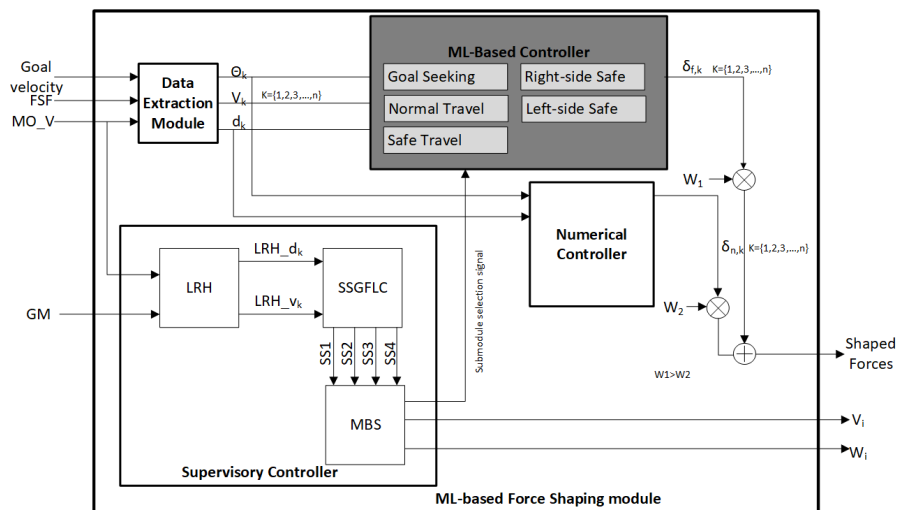 Goal
velocity
FSF
MO_V
GM
Data
Extraction
Module
Θk
Vk K={1,2,3,...,n}
dk
ML-Based Controller
Goal Seeking
Right-side Safe
Normal Travel
Left-side Safe
Safe Travel
δf,k K={1,2,3,...,n}
W1
Numerical
Controller
δn,k K={1,2,3,...,n}
W2
W1>W2
Shaped
Forces
LRH
LRH_dk
LRH_vk
SSGFLC
SS1
SS2
SS3
SS4
MBS
Submodule selection signal
Vi
Wi
Supervisory Controller
ML-based Force Shaping module